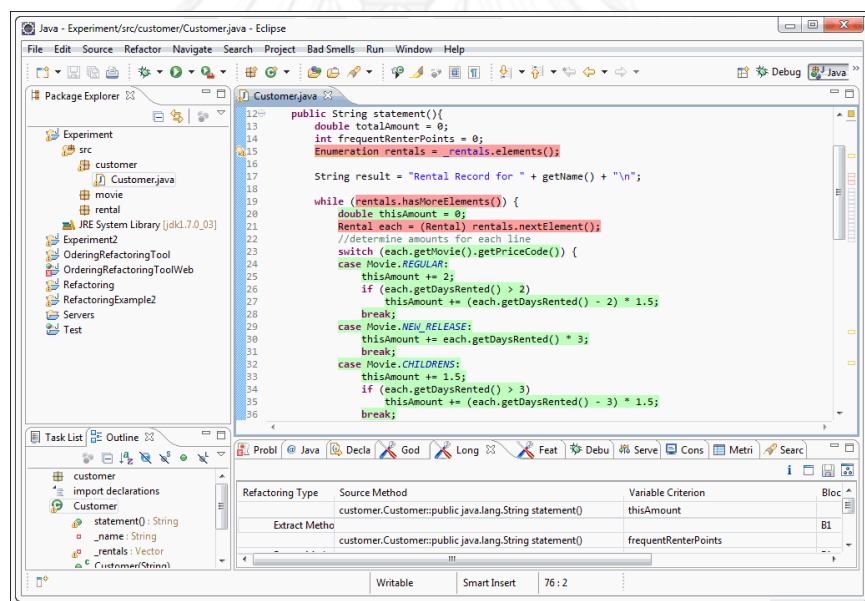 Java - Experiment/src/customer/Customer.java - Eclipse
File Edit Source Refactor Navigate Search Project Bad Smells Run Window Help
Debug Java
Package Explorer
Experiment
src
customer
Customer.java
movie
rental
JRE System Library [jdk1.7.0_03]
Experiment2
OderingRefactoringTool
OrderingRefactoringToolWeb
Refactoring
RefactoringExample2
Servers
Test
Customer.java
12 public String statement(){
13 double totalAmount = 0;
14 int frequentRenterPoints = 0;
15 Enumeration rentals = _rentals.elements();
16
17 String result = "Rental Record for " + getName() + "\n";
18
19 while (rentals.hasMoreElements()) {
20 double thisAmount = 0;
21 Rental each = (Rental) rentals.nextElement();
22 //determine amounts for each line
23 switch (each.getMovie().getPriceCode()) {
24 case Movie.REGULAR:
25 thisAmount += 2;
26 if (each.getDaysRented() > 2)
27 thisAmount += (each.getDaysRented() - 2) * 1.5;
28 break;
29 case Movie.NEW_RELEASE:
30 thisAmount += each.getDaysRented() * 3;
31 break;
32 case Movie.CHILDRENS:
33 thisAmount += 1.5;
34 if (each.getDaysRented() > 3)
35 thisAmount += (each.getDaysRented() - 3) * 1.5;
36 break;
Task List Outline
customer
import declarations
Customer
statement() : String
_name : String
_rentals : Vector
Customer(String)
Probl Java Decla God Long Feat Debu Serve Cons Metri Searc
Refactoring Type Source Method Variable Criterion Bloc
customer.Customer::public java.lang.String statement() thisAmount
Extract Metho B1
customer.Customer::public java.lang.String statement() frequentRenterPoints
Writable Smart Insert 76 : 2